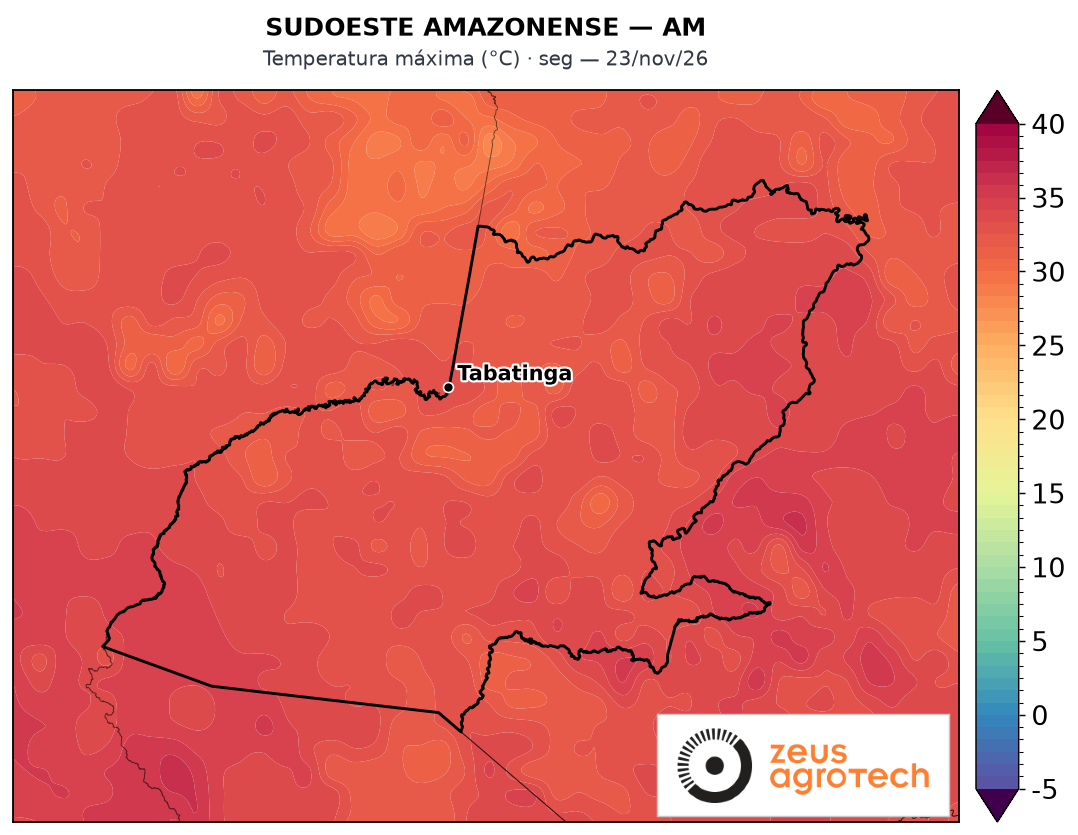 SUDOESTE AMAZONENSE — AM
Temperatura máxima (°C) · seg — 23/nov/26
Tabatinga
40
35
30
25
20
15
10
5
0
-5
zeus
agrotech